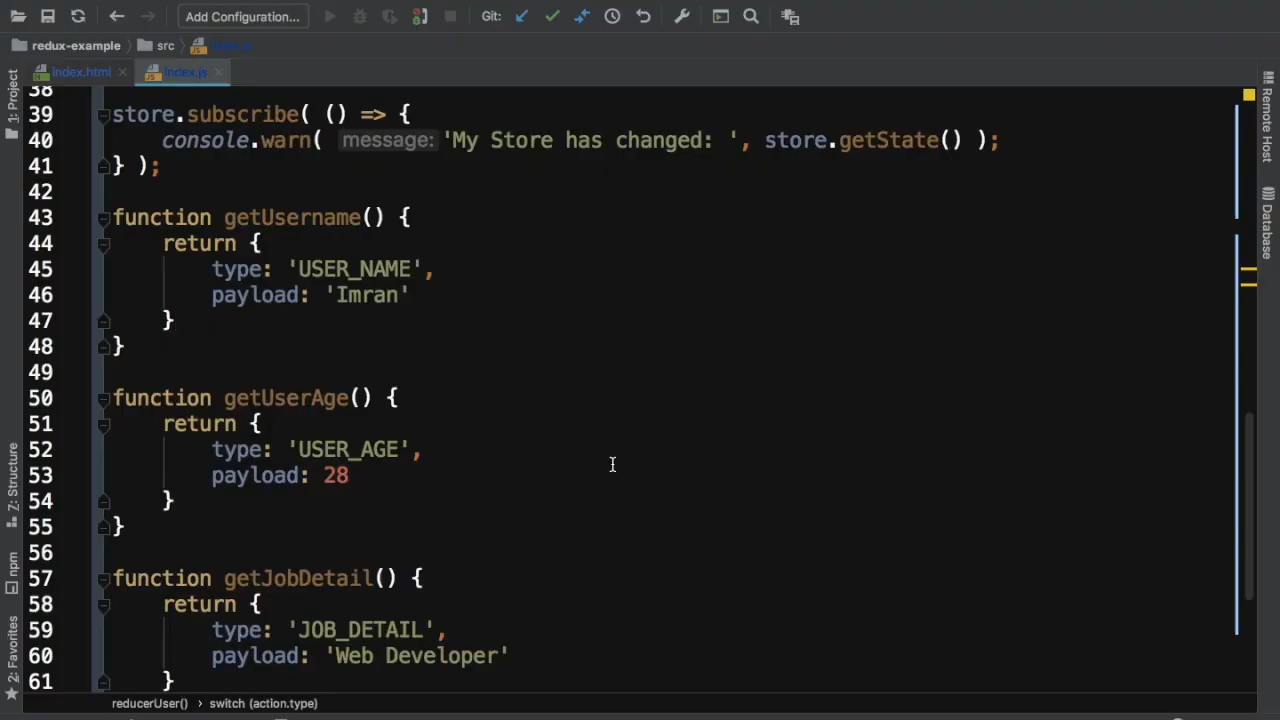 Add Configuration...
Git:
redux-example
src
index.js
index.html
index.js
1: Project
Z: Structure
npm
2: Favorites
38
39 store.subscribe( () => {
40 console.warn( message: 'My Store has changed: ', store.getState() );
41 } );
42
43 function getUsername() {
44 return {
45 type: 'USER_NAME',
46 payload: 'Imran'
47 }
48 }
49
50 function getUserAge() {
51 return {
52 type: 'USER_AGE',
53 payload: 28
54 }
55 }
56
57 function getJobDetail() {
58 return {
59 type: 'JOB_DETAIL',
60 payload: 'Web Developer'
61 }
Remote Host
Database
reducerUser() › switch (action.type)